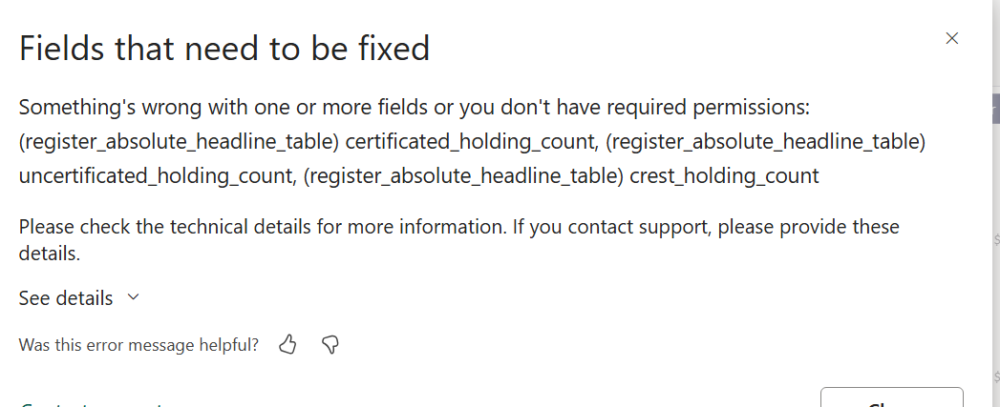 Fields that need to be fixed
Something's wrong with one or more fields or you don't have required permissions:
(register_absolute_headline_table) certificated_holding_count, (register_absolute_headline_table)
uncertificated_holding_count, (register_absolute_headline_table) crest_holding_count
Please check the technical details for more information. If you contact support, please provide these
details.
See details
Was this error message helpful?